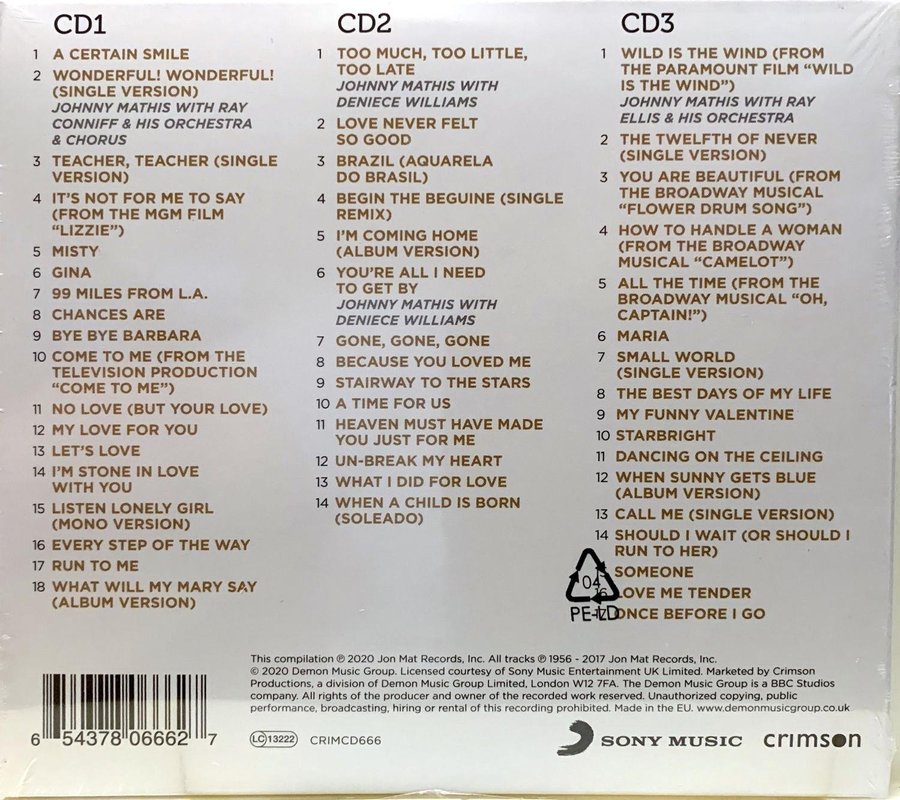 CD1
1 A CERTAIN SMILE
2 WONDERFUL! WONDERFUL!
(SINGLE VERSION)
JOHNNY MATHIS WITH RAY
CONNIFF & HIS ORCHESTRA
& CHORUS
3 TEACHER, TEACHER (SINGLE
VERSION)
4 IT'S NOT FOR ME TO SAY
(FROM THE MGM FILM
"LIZZIE")
5 MISTY
6 GINA
7 99 MILES FROM L.A.
8 CHANCES ARE
9 BYE BYE BARBARA
10 COME TO ME (FROM THE
TELEVISION PRODUCTION
"COME TO ME")
11 NO LOVE (BUT YOUR LOVE)
12 MY LOVE FOR YOU
13 LET'S LOVE
14 I'M STONE IN LOVE
WITH YOU
15 LISTEN LONELY GIRL
(MONO VERSION)
16 EVERY STEP OF THE WAY
17 RUN TO ME
18 WHAT WILL MY MARY SAY
(ALBUM VERSION)
CD2
1 TOO MUCH, TOO LITTLE,
TOO LATE
JOHNNY MATHIS WITH
DENIECE WILLIAMS
2 LOVE NEVER FELT
SO GOOD
3 BRAZIL (AQUARELA
DO BRASIL)
4 BEGIN THE BEGUINE (SINGLE
REMIX)
5 I'M COMING HOME
(ALBUM VERSION)
6 YOU'RE ALL I NEED
TO GET BY
JOHNNY MATHIS WITH
DENIECE WILLIAMS
7 GONE, GONE, GONE
8 BECAUSE YOU LOVED ME
9 STAIRWAY TO THE STARS
10 A TIME FOR US
11 HEAVEN MUST HAVE MADE
YOU JUST FOR ME
12 UN-BREAK MY HEART
13 WHAT I DID FOR LOVE
14 WHEN A CHILD IS BORN
(SOLEADO)
CD3
1 WILD IS THE WIND (FROM
THE PARAMOUNT FILM "WILD
IS THE WIND")
JOHNNY MATHIS WITH RAY
ELLIS & HIS ORCHESTRA
2 THE TWELFTH OF NEVER
(SINGLE VERSION)
3 YOU ARE BEAUTIFUL (FROM
THE BROADWAY MUSICAL
"FLOWER DRUM SONG")
4 HOW TO HANDLE A WOMAN
(FROM THE BROADWAY
MUSICAL "CAMELOT")
5 ALL THE TIME (FROM THE
BROADWAY MUSICAL "OH,
CAPTAIN!")
6 MARIA
7 SMALL WORLD
(SINGLE VERSION)
8 THE BEST DAYS OF MY LIFE
9 MY FUNNY VALENTINE
10 STARBRIGHT
11 DANCING ON THE CEILING
12 WHEN SUNNY GETS BLUE
(ALBUM VERSION)
13 CALL ME (SINGLE VERSION)
14 SHOULD I WAIT (OR SHOULD I
RUN TO HER)
SOMEONE
LOVE ME TENDER
ONCE BEFORE I GO
04
PE-LD
This compilation ℗ 2020 Jon Mat Records, Inc. All tracks ℗ 1956 - 2017 Jon Mat Records, Inc.
© 2020 Demon Music Group. Licensed courtesy of Sony Music Entertainment UK Limited. Marketed by Crimson
Productions, a division of Demon Music Group Limited, London W12 7FA. The Demon Music Group is a BBC Studios
company. All rights of the producer and owner of the recorded work reserved. Unauthorized copying, public
performance, broadcasting, hiring or rental of this recording prohibited. Made in the EU. www.demonmusicgroup.co.uk
6 54378 06662 7
LC 13222
CRIMCD666
SONY MUSIC
crimson